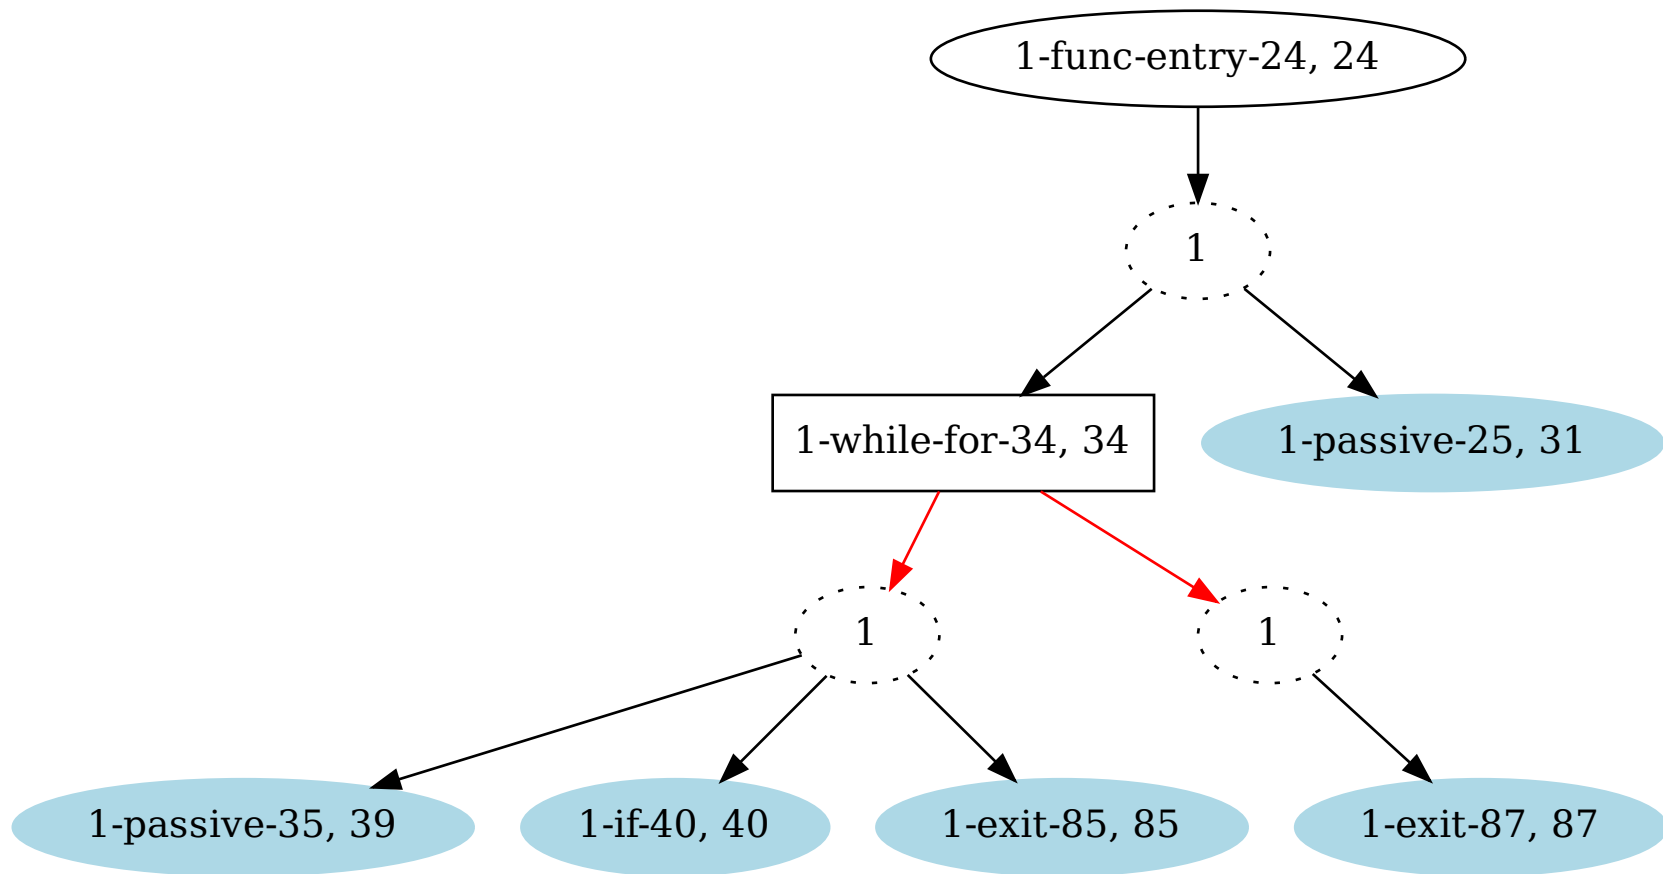 1-func-entry-24, 24
1
1-while-for-34, 34
1-passive-25, 31
1
1
1-passive-35, 39
1-if-40, 40
1-exit-85, 85
1-exit-87, 87